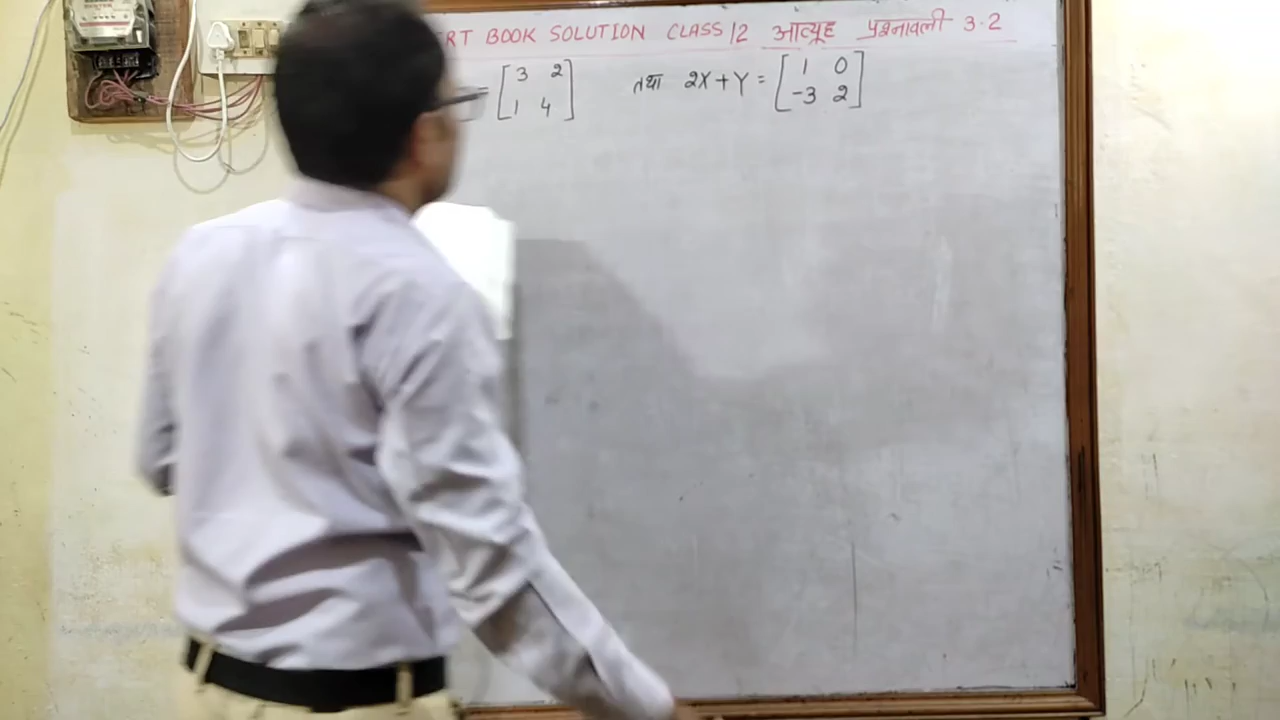 RT BOOK SOLUTION CLASS 12 आव्यूह प्रश्नावली 3.2
= [3 2
1 4] तथा 2X+Y = [1 0
-3 2]